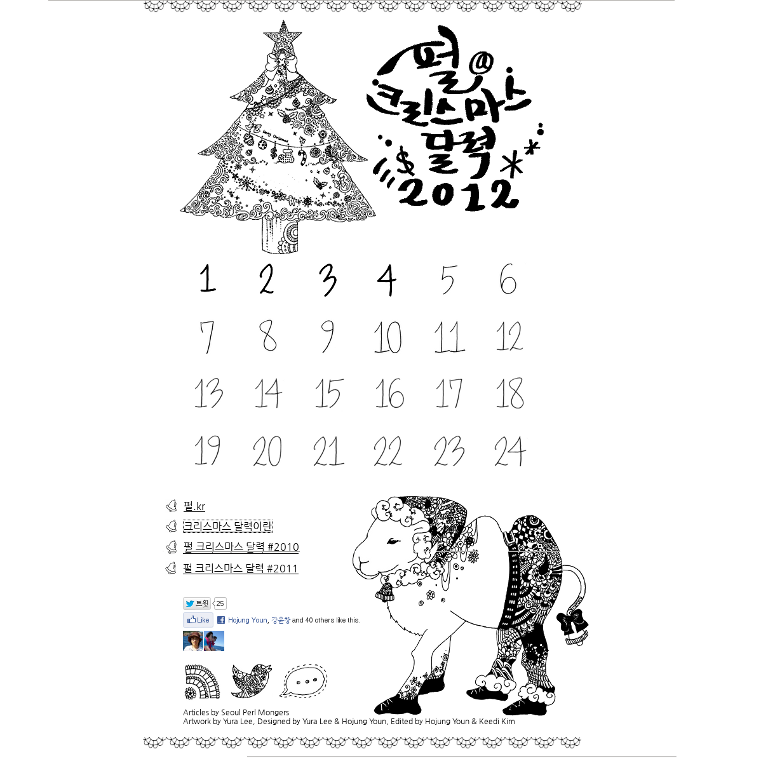 펄@
크리스마스
달력
2012
1 2 3 4 5 6
7 8 9 10 11 12
13 14 15 16 17 18
19 20 21 22 23 24
펄.kr
크리스마스 달력이란
펄 크리스마스 달력 #2010
펄 크리스마스 달력 #2011
트윗 25
Like Hojung Youn, 강윤창 and 40 others like this.
Articles by Seoul Perl Mongers
Artwork by Yura Lee, Designed by Yura Lee & Hojung Youn, Edited by Hojung Youn & Keedi Kim